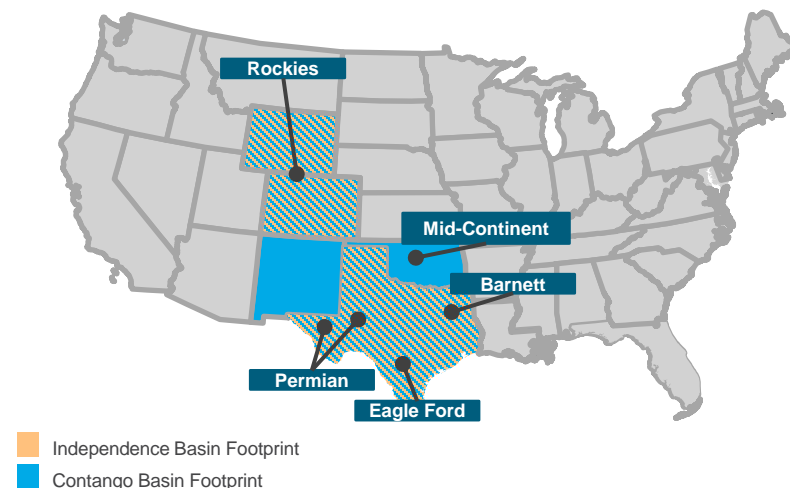 Rockies
Mid-Continent
Barnett
Permian
Eagle Ford
Independence Basin Footprint
Contango Basin Footprint